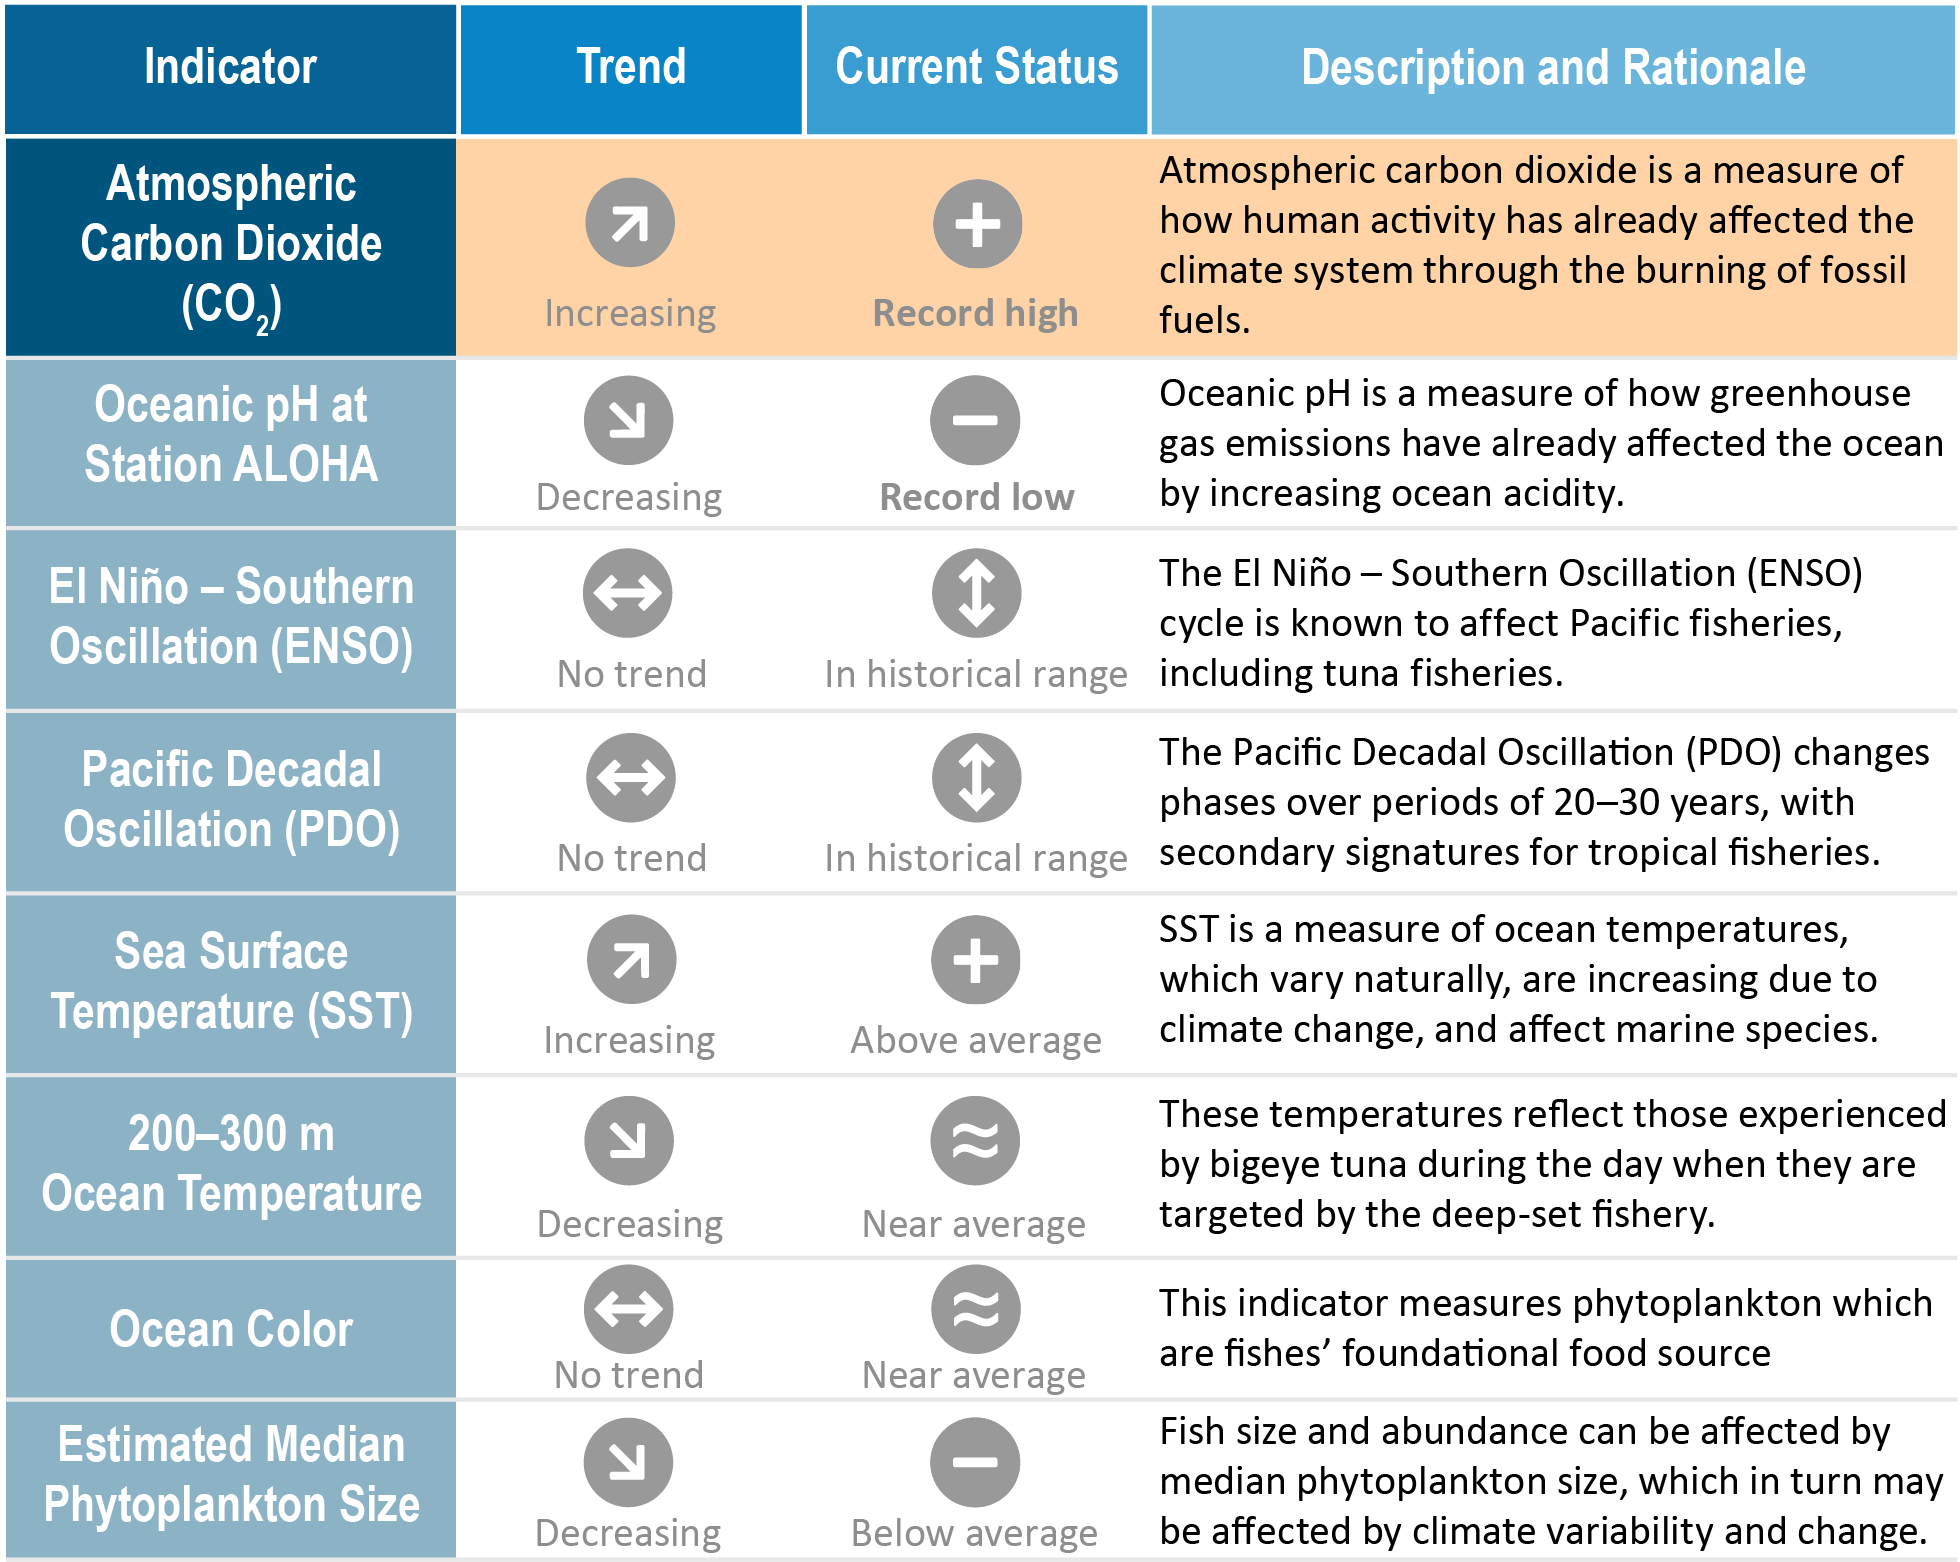 Indicator
Trend
Current Status
Description and Rationale
Atmospheric
Carbon Dioxide
(CO₂)
Increasing
Record high
Atmospheric carbon dioxide is a measure of
how human activity has already affected the
climate system through the burning of fossil
fuels.
Oceanic pH at
Station ALOHA
Decreasing
Record low
Oceanic pH is a measure of how greenhouse
gas emissions have already affected the ocean
by increasing ocean acidity.
El Niño – Southern
Oscillation (ENSO)
No trend
In historical range
The El Niño – Southern Oscillation (ENSO)
cycle is known to affect Pacific fisheries,
including tuna fisheries.
Pacific Decadal
Oscillation (PDO)
No trend
In historical range
The Pacific Decadal Oscillation (PDO) changes
phases over periods of 20–30 years, with
secondary signatures for tropical fisheries.
Sea Surface
Temperature (SST)
Increasing
Above average
SST is a measure of ocean temperatures,
which vary naturally, are increasing due to
climate change, and affect marine species.
200–300 m
Ocean Temperature
Decreasing
Near average
These temperatures reflect those experienced
by bigeye tuna during the day when they are
targeted by the deep-set fishery.
Ocean Color
No trend
Near average
This indicator measures phytoplankton which
are fishes’ foundational food source
Estimated Median
Phytoplankton Size
Decreasing
Below average
Fish size and abundance can be affected by
median phytoplankton size, which in turn may
be affected by climate variability and change.